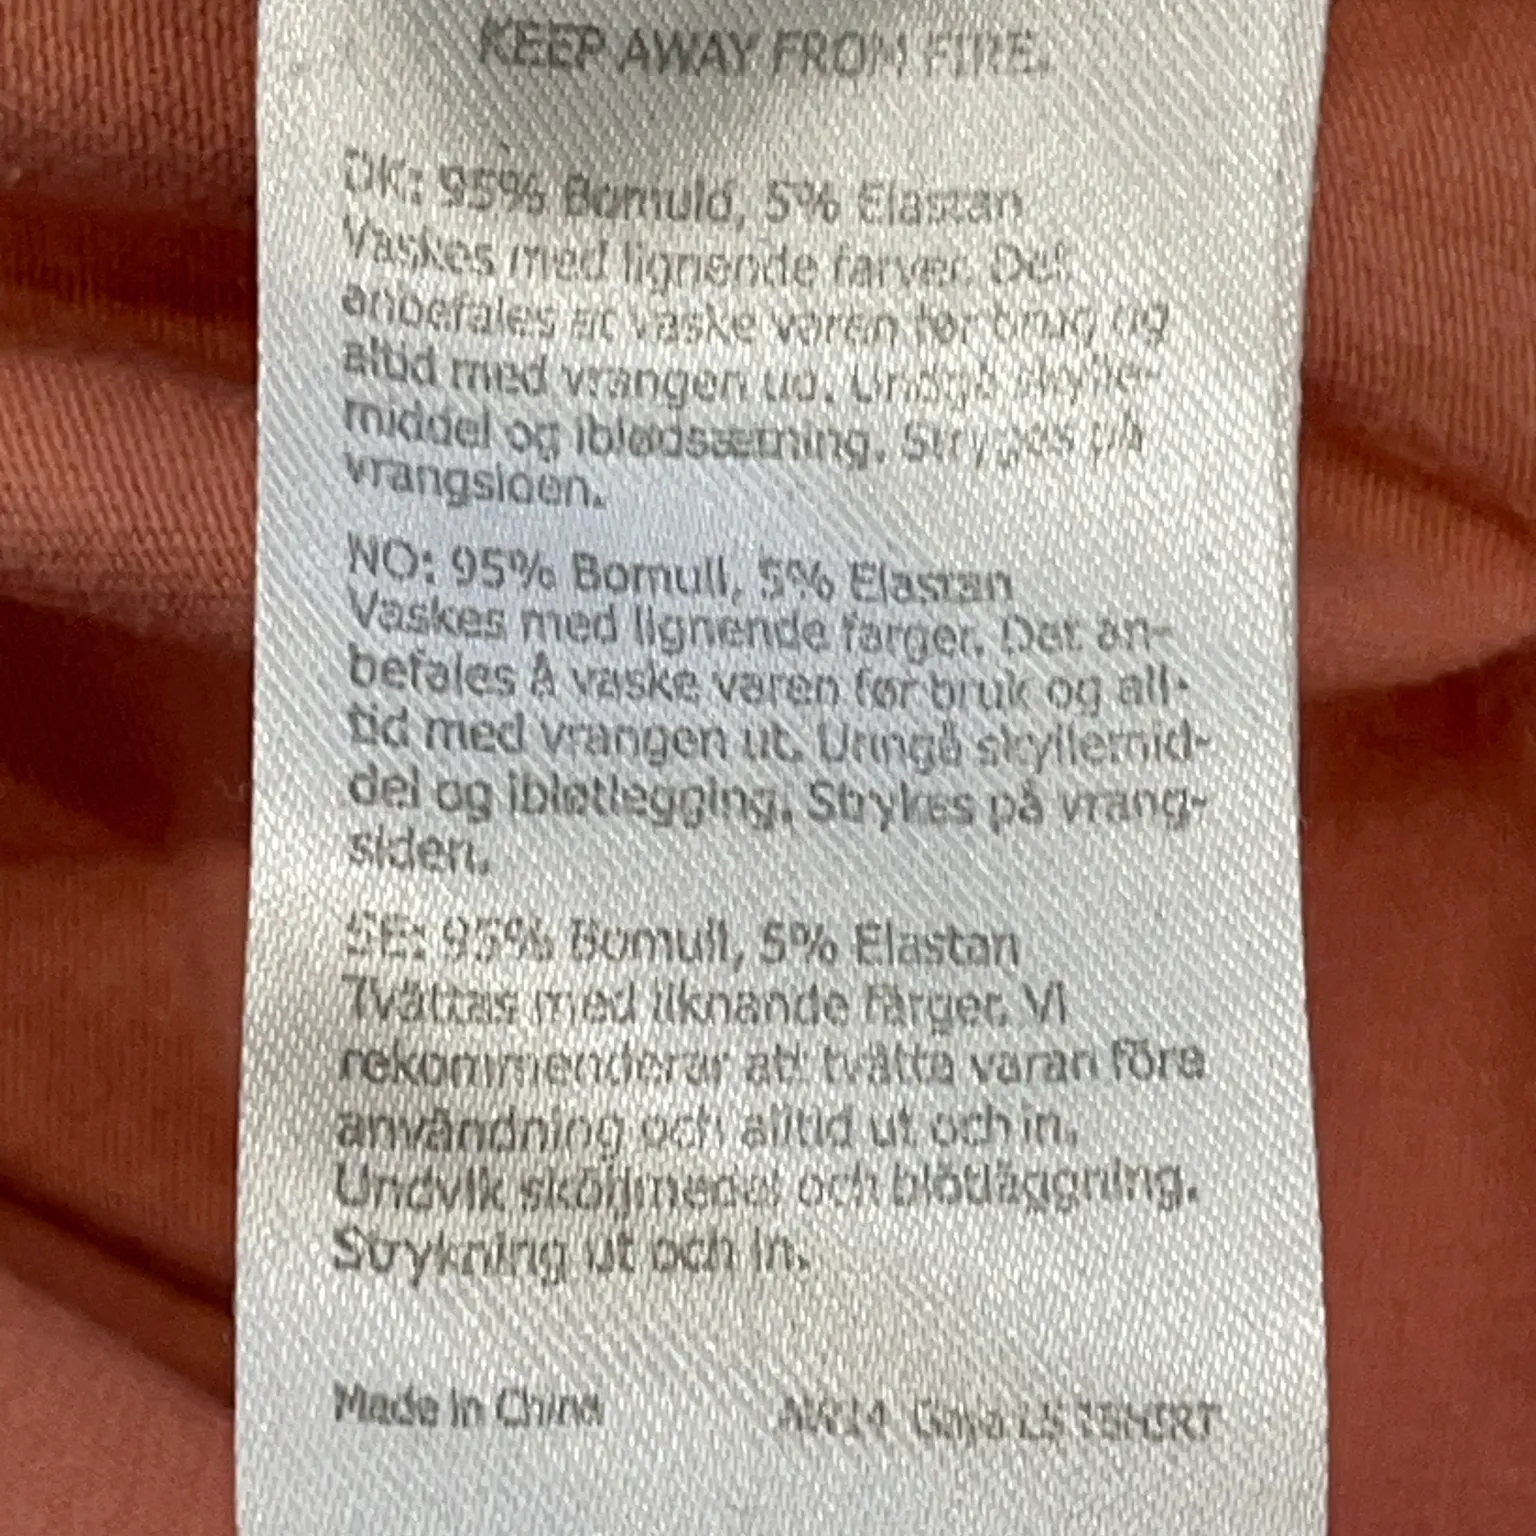 KEEP AWAY FROM FIRE.
DK: 95% Bomuld, 5% Elastan
Vaskes med lignende farver. Det
anbefales at vaske varen før brug og
altid med vrangen ud. Undgå skylle-
middel og iblødsætning. Stryges på
vrangsiden.
NO: 95% Bomull, 5% Elastan
Vaskes med lignende farger. Det an-
befales å vaske varen før bruk og all-
tid med vrangen ut. Unngå skyllemid-
del og ibløtlegging. Strykes på vrang-
siden.
SE: 95% Bomull, 5% Elastan
Tvättas med liknande färger. Vi
rekommenderar att tvätta varan före
användning och alltid ut och in.
Undvik sköljmedel och blötläggning.
Strykning ut och in.
Made in China
AW14 Gaya LS TSHIRT